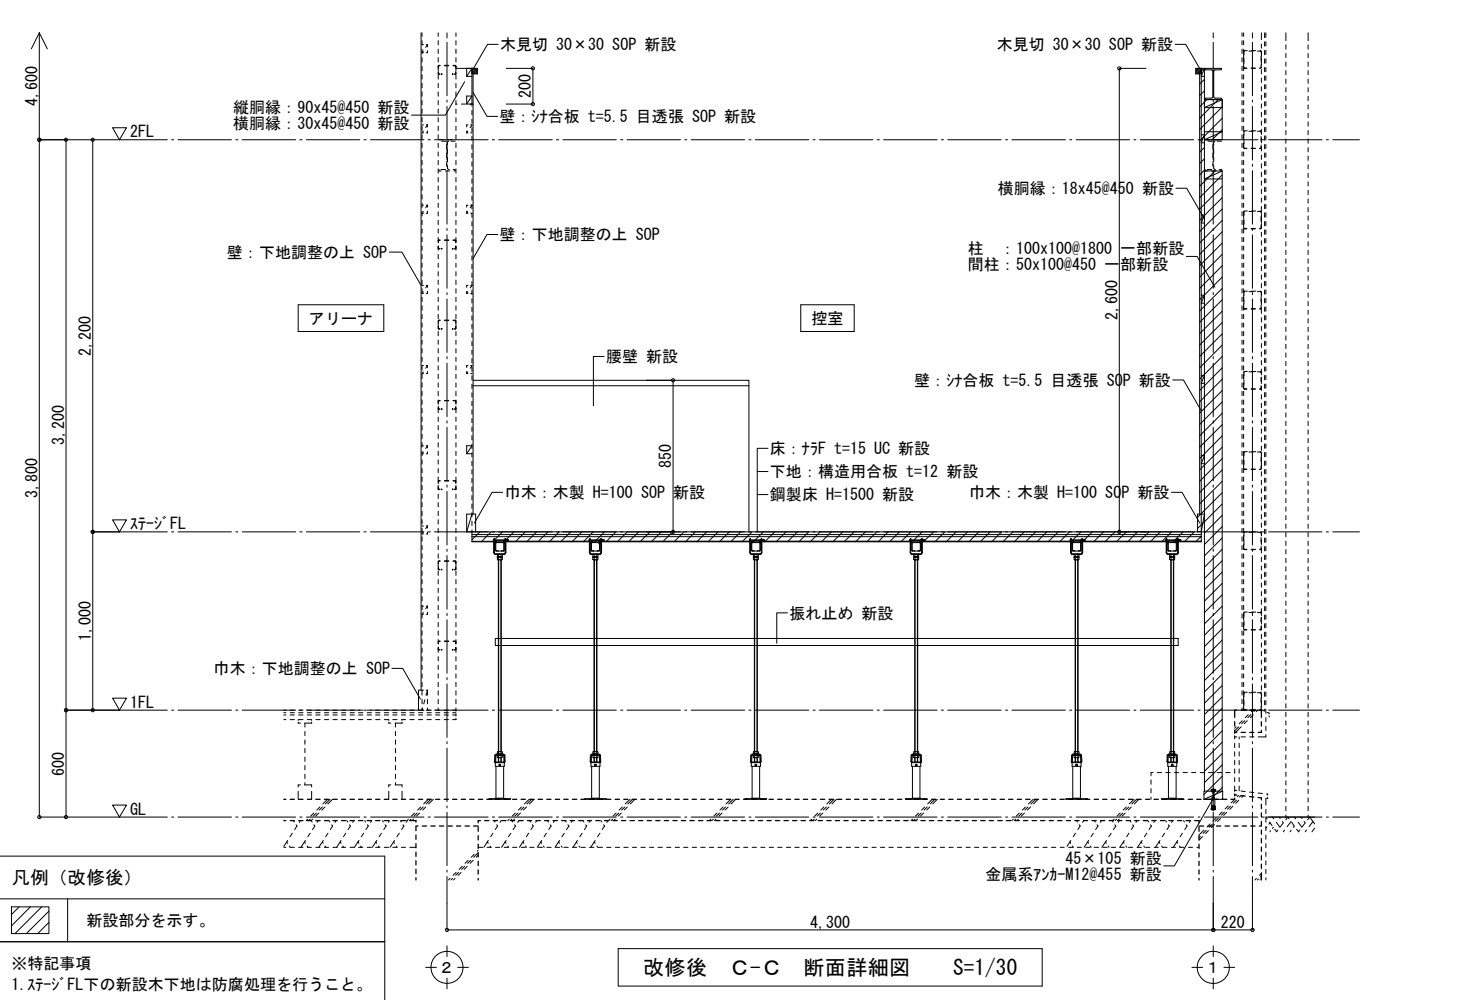 木見切 30×30 SOP 新設
木見切 30×30 SOP 新設
4,600
200
縦胴縁：90x45@450 新設
横胴縁：30x45@450 新設
壁：ｼﾅ合板 t=5.5 目透張 SOP 新設
2FL
横胴縁：18x45@450 新設
壁：下地調整の上 SOP
壁：下地調整の上 SOP
柱　：100x100@1800 一部新設
間柱：50x100@450 一部新設
2,600
アリーナ
控室
2,200
腰壁 新設
壁：ｼﾅ合板 t=5.5 目透張 SOP 新設
3,200
3,800
850
床：ﾅﾗF t=15 UC 新設
下地：構造用合板 t=12 新設
鋼製床 H=1500 新設
巾木：木製 H=100 SOP 新設
巾木：木製 H=100 SOP 新設
ｽﾃｰｼﾞFL
1,000
振れ止め 新設
巾木：下地調整の上 SOP
1FL
600
GL
45×105 新設
金属系ｱﾝｶｰM12@455 新設
凡例（改修後）
新設部分を示す。
※特記事項
1.ｽﾃｰｼﾞFL下の新設木下地は防腐処理を行うこと。
4,300
220
2
改修後　C-C　断面詳細図　S=1/30
1